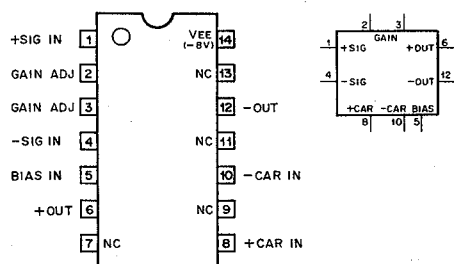 +SIG IN 1
GAIN ADJ 2
GAIN ADJ 3
-SIG IN 4
BIAS IN 5
+OUT 6
7 NC
VEE 14
(-8V)
NC 13
12 -OUT
NC 11
10 -CAR IN
NC 9
8 +CAR IN
2 3
GAIN
1 +SIG +OUT 6
4 -SIG -OUT 12
+CAR -CAR BIAS
8 10 5